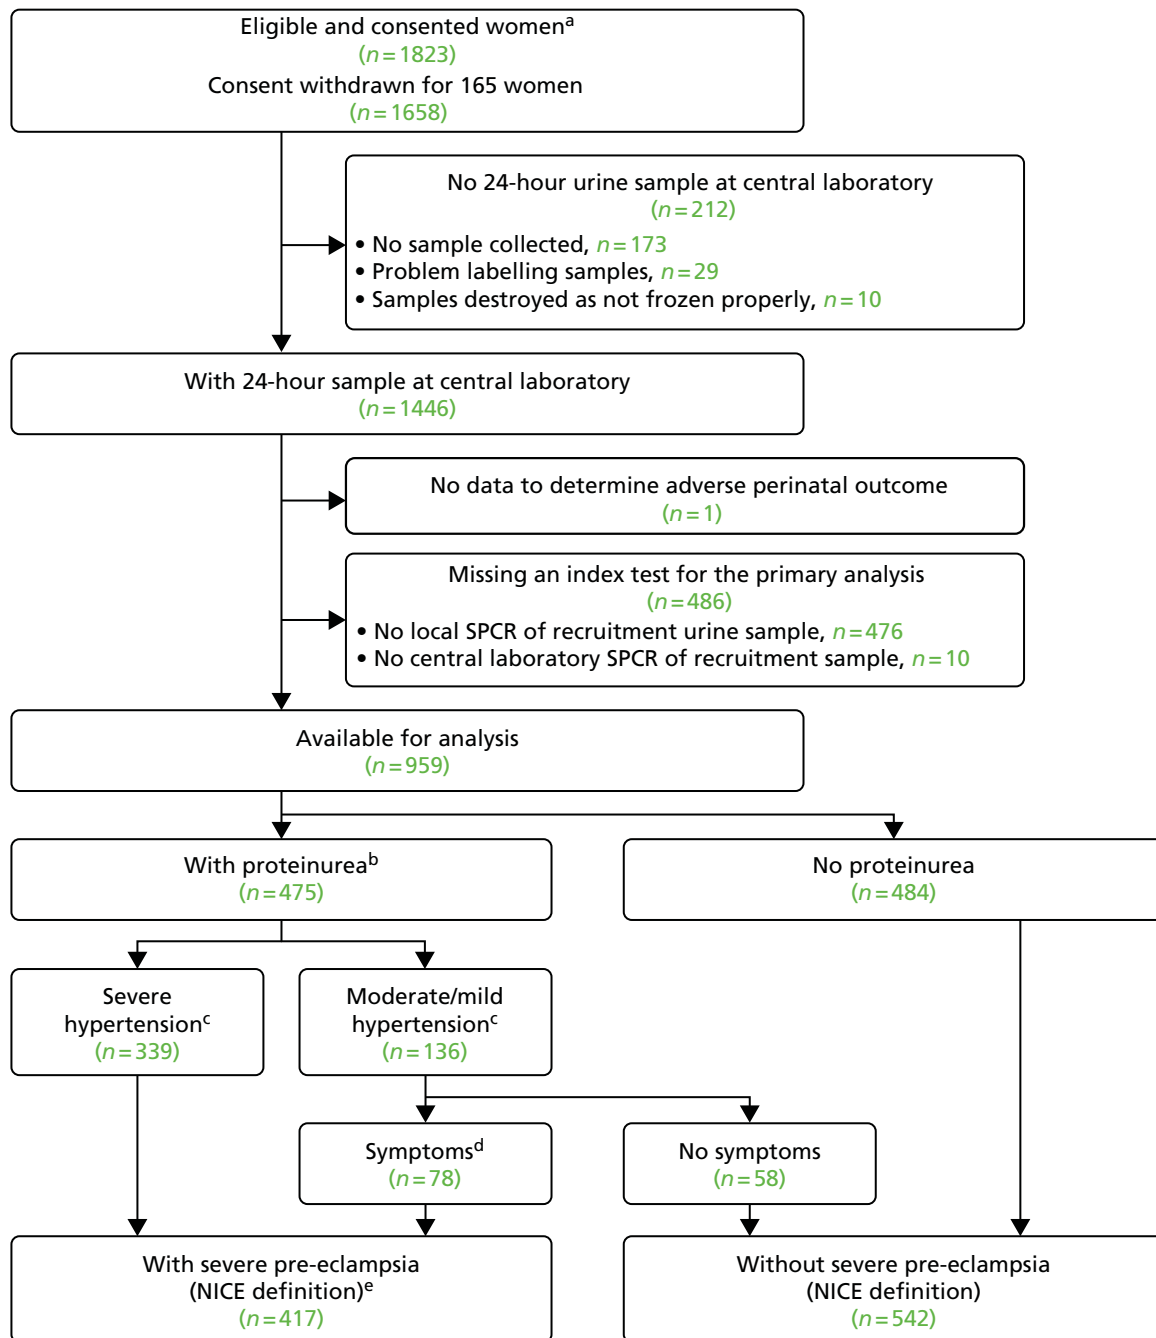 Eligible and consented womenᵃ
(n=1823)
Consent withdrawn for 165 women
(n=1658)
No 24-hour urine sample at central laboratory
(n=212)
• No sample collected, n=173
• Problem labelling samples, n=29
• Samples destroyed as not frozen properly, n=10
With 24-hour sample at central laboratory
(n=1446)
No data to determine adverse perinatal outcome
(n=1)
Missing an index test for the primary analysis
(n=486)
• No local SPCR of recruitment urine sample, n=476
• No central laboratory SPCR of recruitment sample, n=10
Available for analysis
(n=959)
With proteinureaᵇ
(n=475)
No proteinurea
(n=484)
Severe
hypertensionᶜ
(n=339)
Moderate/mild
hypertensionᶜ
(n=136)
Symptomsᵈ
(n=78)
No symptoms
(n=58)
With severe pre-eclampsia
(NICE definition)ᵉ
(n=417)
Without severe pre-eclampsia
(NICE definition)
(n=542)